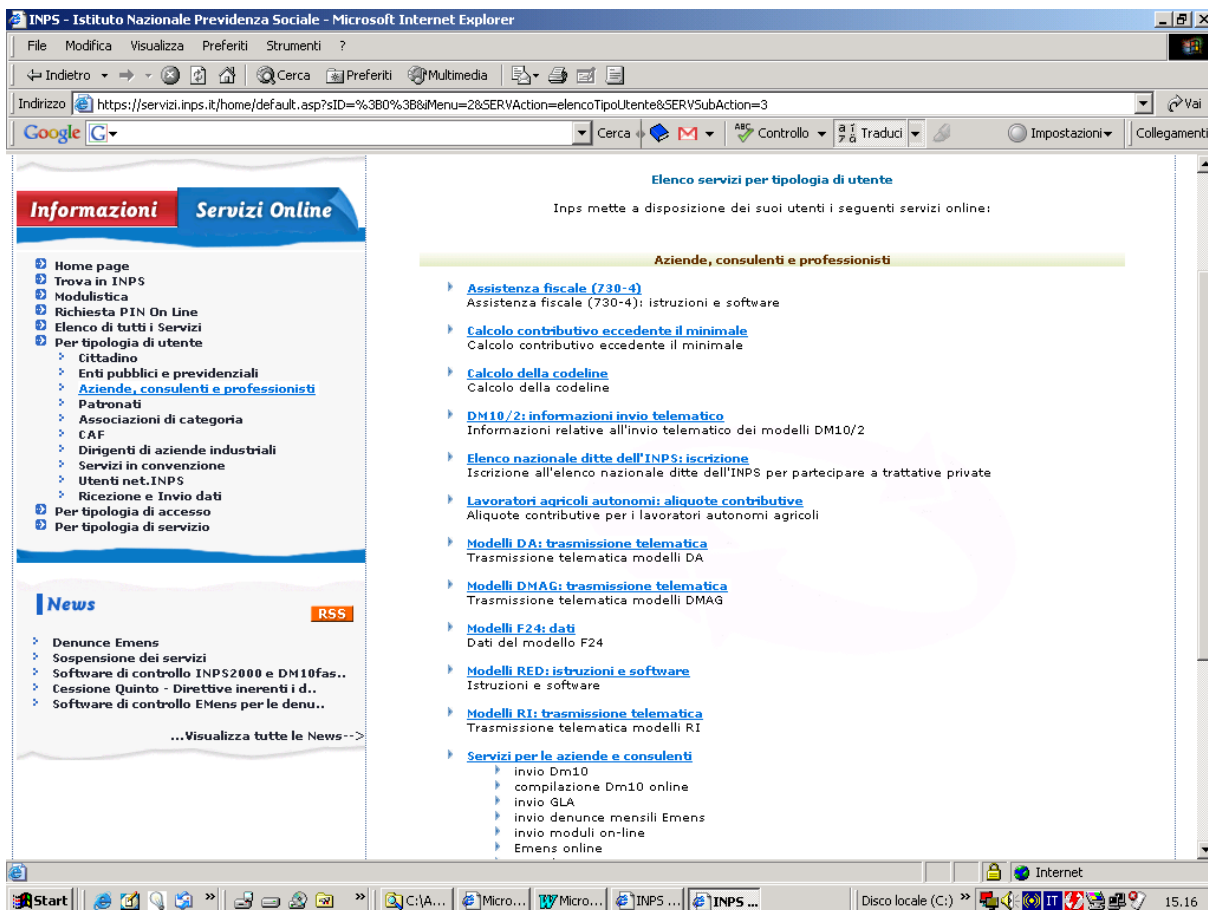 INPS - Istituto Nazionale Previdenza Sociale - Microsoft Internet Explorer
File Modifica Visualizza Preferiti Strumenti ?
Indietro Cerca Preferiti Multimedia
Indirizzo https://servizi.inps.it/home/default.asp?sID=%3B0%3B&iMenu=2&SERVAction=elencoTipoUtente&SERVSubAction=3 Vai
Google G Cerca ABC Controllo Traduci Impostazioni Collegamenti
Informazioni Servizi Online
Home page
Trova in INPS
Modulistica
Richiesta PIN On Line
Elenco di tutti i Servizi
Per tipologia di utente
Cittadino
Enti pubblici e previdenziali
Aziende, consulenti e professionisti
Patronati
Associazioni di categoria
CAF
Dirigenti di aziende industriali
Servizi in convenzione
Utenti net.INPS
Ricezione e Invio dati
Per tipologia di accesso
Per tipologia di servizio
News
RSS
Denunce Emens
Sospensione dei servizi
Software di controllo INPS2000 e DM10fas..
Cessione Quinto - Direttive inerenti i d..
Software di controllo EMens per le denu..
...Visualizza tutte le News-->
Elenco servizi per tipologia di utente
Inps mette a disposizione dei suoi utenti i seguenti servizi online:
Aziende, consulenti e professionisti
Assistenza fiscale (730-4)
Assistenza fiscale (730-4): istruzioni e software
Calcolo contributivo eccedente il minimale
Calcolo contributivo eccedente il minimale
Calcolo della codeline
Calcolo della codeline
DM10/2: informazioni invio telematico
Informazioni relative all'invio telematico dei modelli DM10/2
Elenco nazionale ditte dell'INPS: iscrizione
Iscrizione all'elenco nazionale ditte dell'INPS per partecipare a trattative private
Lavoratori agricoli autonomi: aliquote contributive
Aliquote contributive per i lavoratori autonomi agricoli
Modelli DA: trasmissione telematica
Trasmissione telematica modelli DA
Modelli DMAG: trasmissione telematica
Trasmissione telematica modelli DMAG
Modelli F24: dati
Dati del modello F24
Modelli RED: istruzioni e software
Istruzioni e software
Modelli RI: trasmissione telematica
Trasmissione telematica modelli RI
Servizi per le aziende e consulenti
invio Dm10
compilazione Dm10 online
invio GLA
invio denunce mensili Emens
invio moduli on-line
Emens online
Internet
Start C:\A... Micro... Micro... INPS ... INPS ... Disco locale (C:) IT 15.16